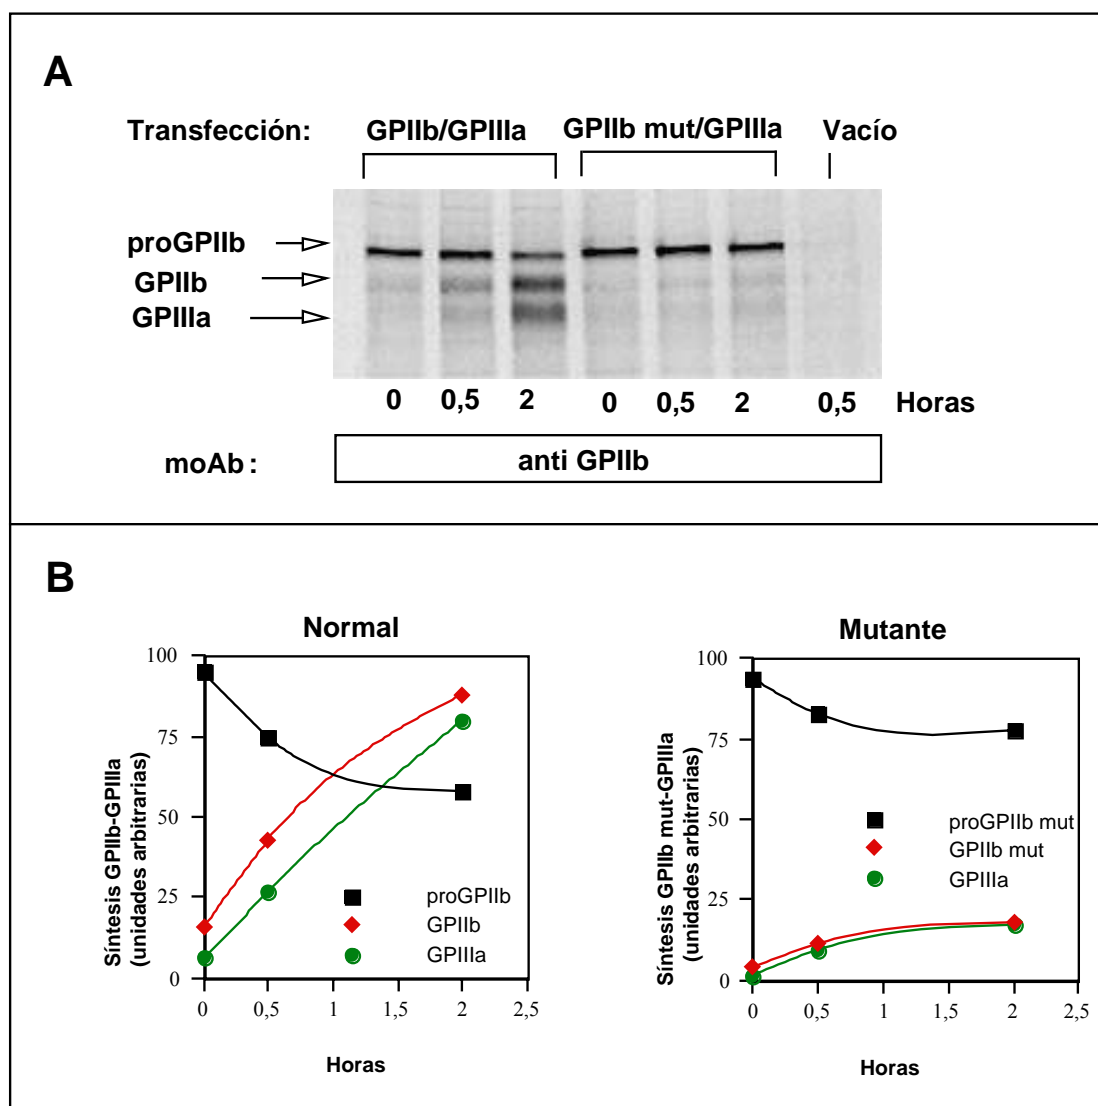 A
Transfección:
GPIIb/GPIIIa
GPIIb mut/GPIIIa
Vacío
proGPIIb
GPIIb
GPIIIa
0 0,5 2 0 0,5 2 0,5 Horas
moAb :
anti GPIIb
B
Normal
Síntesis GPIIb-GPIIIa
(unidades arbitrarias)
100
75
50
25
0
proGPIIb
GPIIb
GPIIIa
0 0,5 1 1,5 2 2,5
Horas
Mutante
Síntesis GPIIb mut-GPIIIa
(unidades arbitrarias)
100
75
50
25
0
proGPIIb mut
GPIIb mut
GPIIIa
0 0,5 1 1,5 2 2,5
Horas